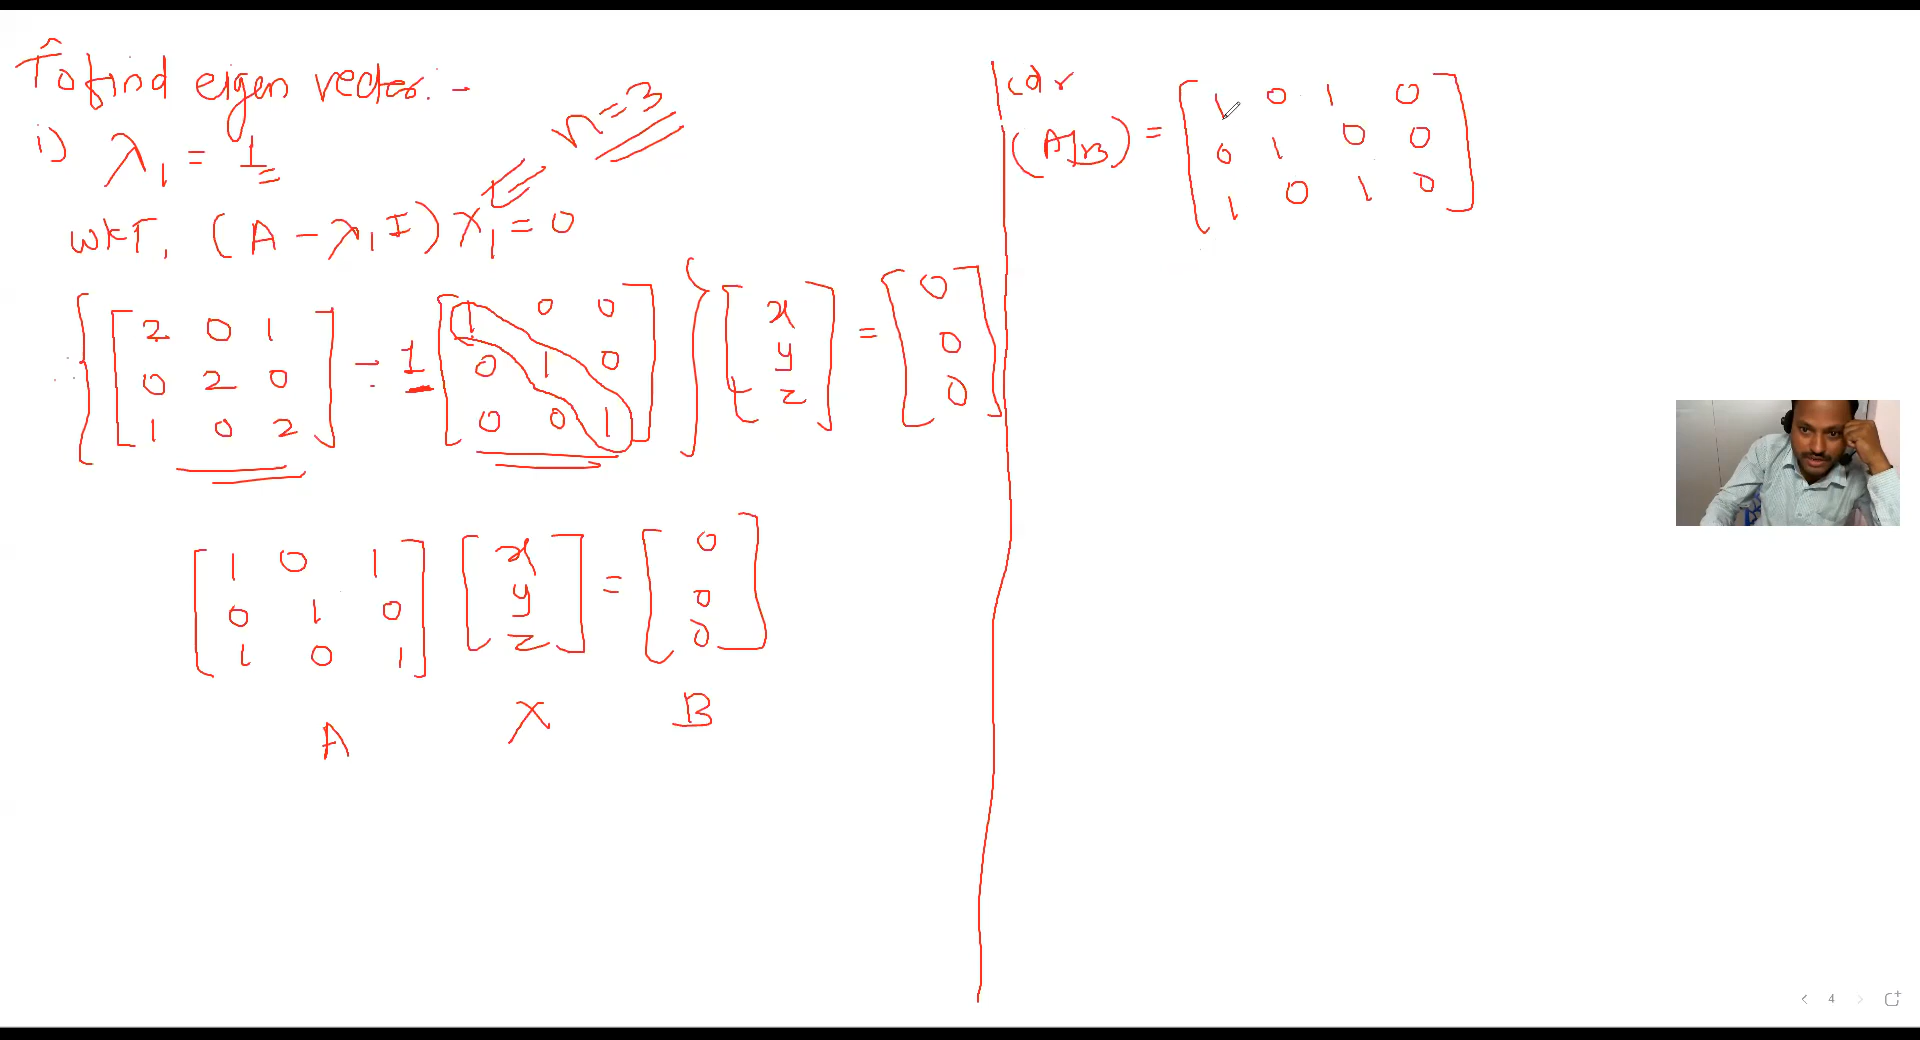 To find eigen vector: -
i) λ₁ = 1
n = 3
WKT, (A - λ₁I) X₁ = 0
{ [ 2 0 1 ] - 1 [ 1 0 0 ] } [ x ] = [ 0 ]
[ 0 2 0 ] [ 0 1 0 ] [ y ] [ 0 ]
[ 1 0 2 ] [ 0 0 1 ] [ z ] [ 0 ]
[ 1 0 1 ] [ x ] = [ 0 ]
[ 0 1 0 ] [ y ] [ 0 ]
[ 1 0 1 ] [ z ] [ 0 ]
A X B
(A|B) = [ 1 0 1 0 ]
[ 0 1 0 0 ]
[ 1 0 1 0 ]
4